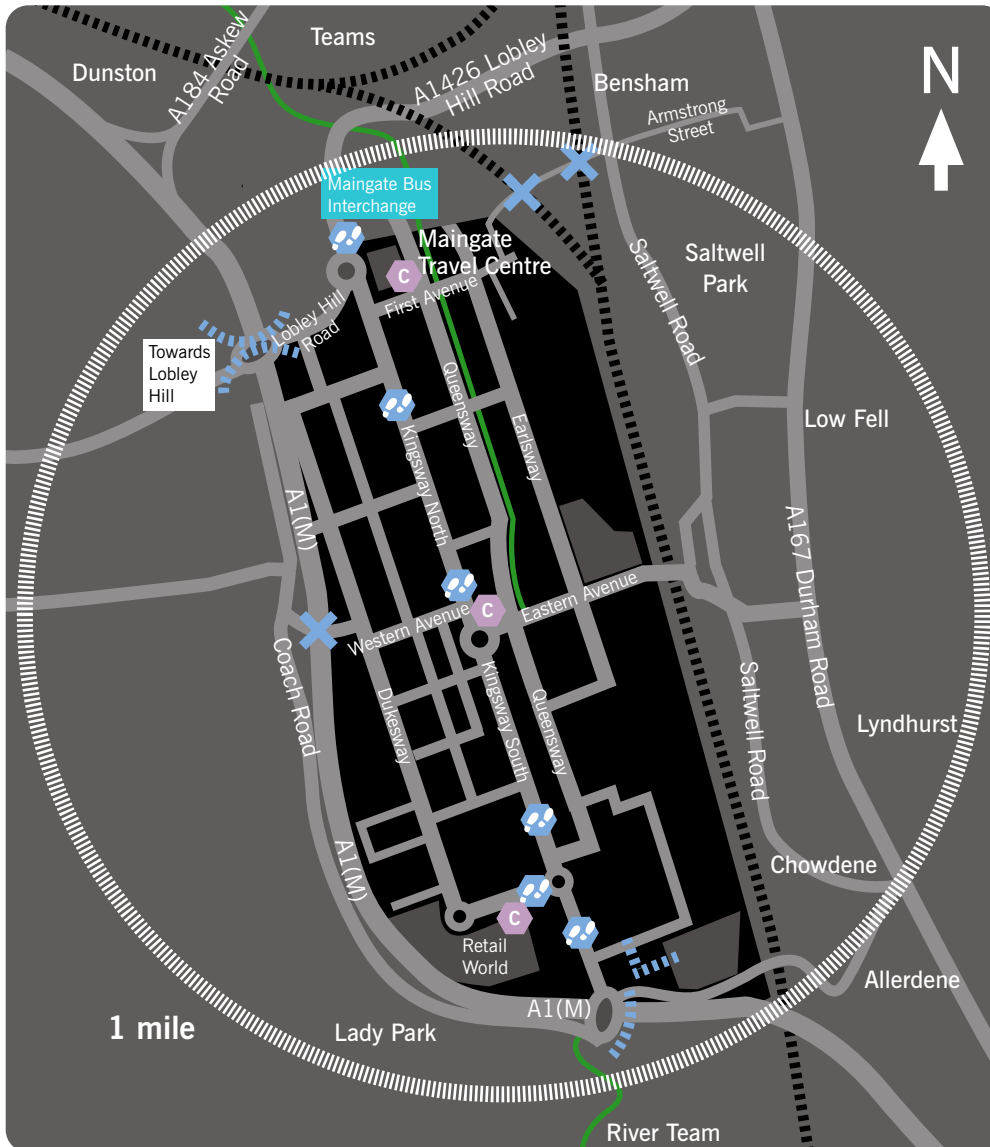 Teams
Dunston
A184 Askew
Road
A1426 Lobley
Hill Road
Bensham
Armstrong
Street
N
Maingate Bus
Interchange
Maingate
Travel Centre
C
First Avenue
Saltwell
Park
Saltwell Road
Lobley Hill
Road
Towards
Lobley
Hill
Queensway
Earlsway
Kingsway North
Low Fell
A1(M)
A167 Durham Road
Eastern Avenue
C
Western Avenue
Coach Road
Dukesway
Kingsway South
Queensway
Saltwell Road
Lyndhurst
A1(M)
Chowdene
C
Retail
World
Allerdene
A1(M)
1 mile
Lady Park
River Team